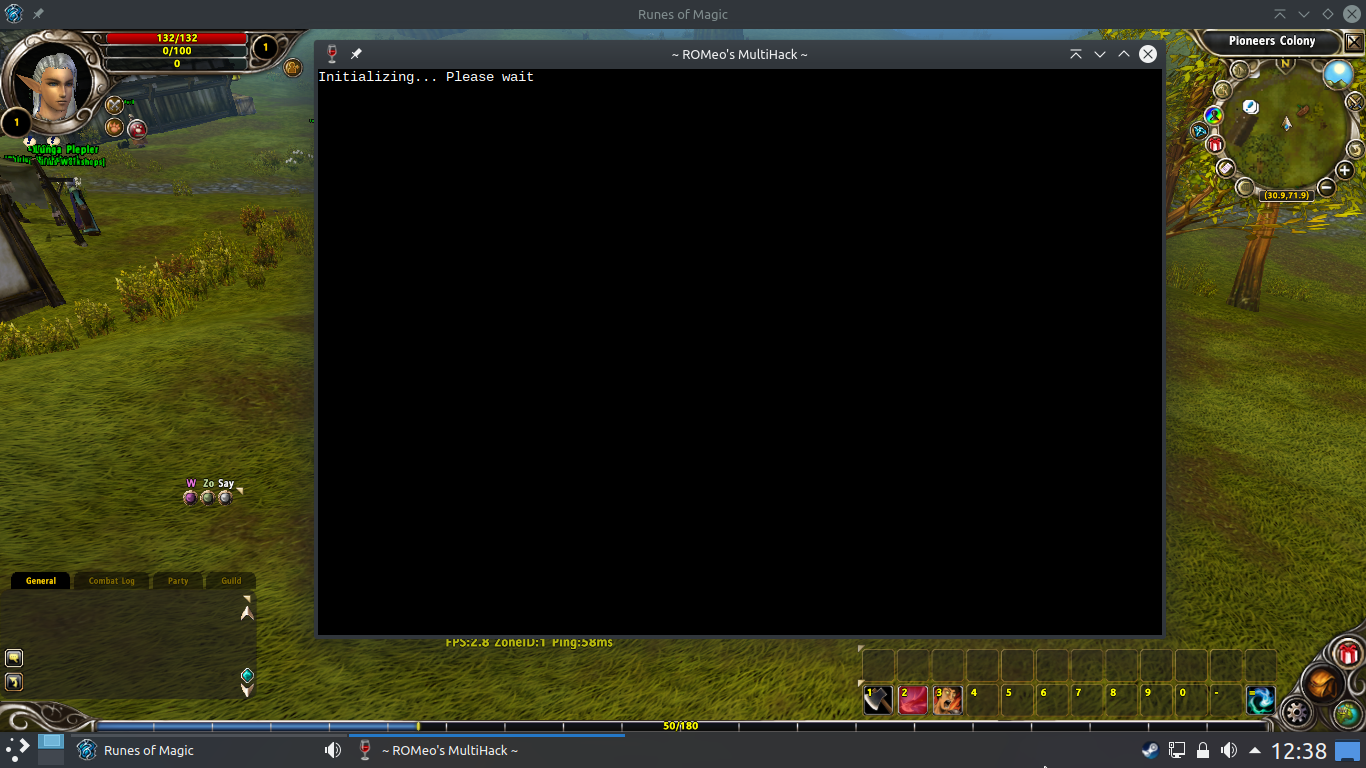 Runes of Magic
132/132
0/100
0
1
1
Lunga Plepler
~ ROMeo's MultiHack ~
Initializing... Please wait
Pioneers Colony
N
(30.9,71.9)
W Zo Say
General Combat Log Party Guild
FPS:2.8 ZoneID:1 Ping:58ms
1 2 3 4 5 6 7 8 9 0 - =
50/180
Runes of Magic
~ ROMeo's MultiHack ~
12:38